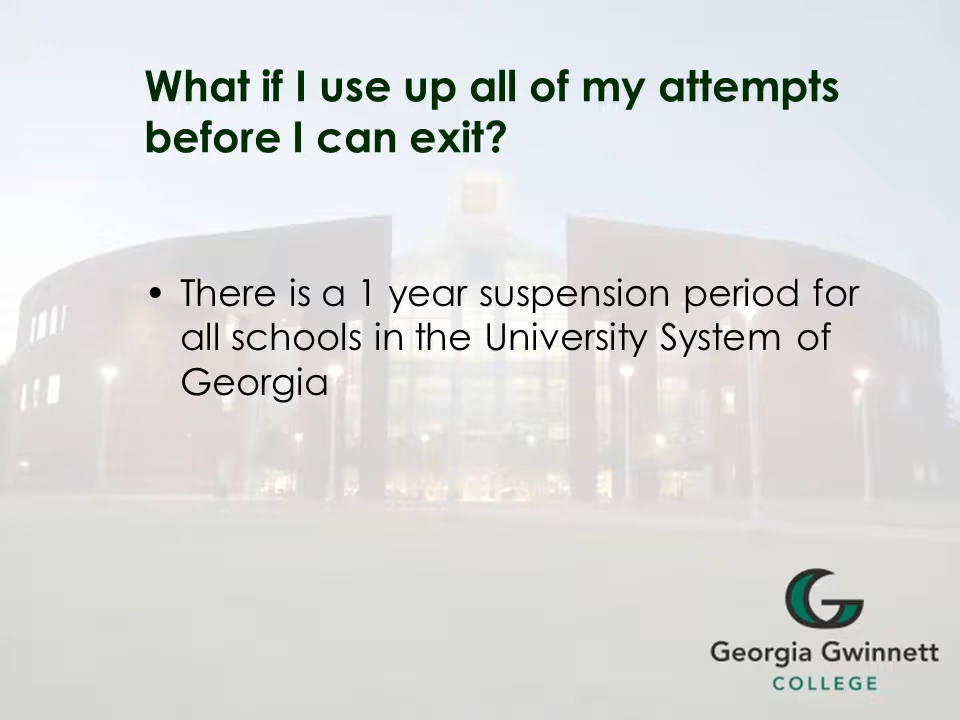 What if I use up all of my attempts
before I can exit?
• There is a 1 year suspension period for
all schools in the University System of
Georgia
Georgia Gwinnett
COLLEGE